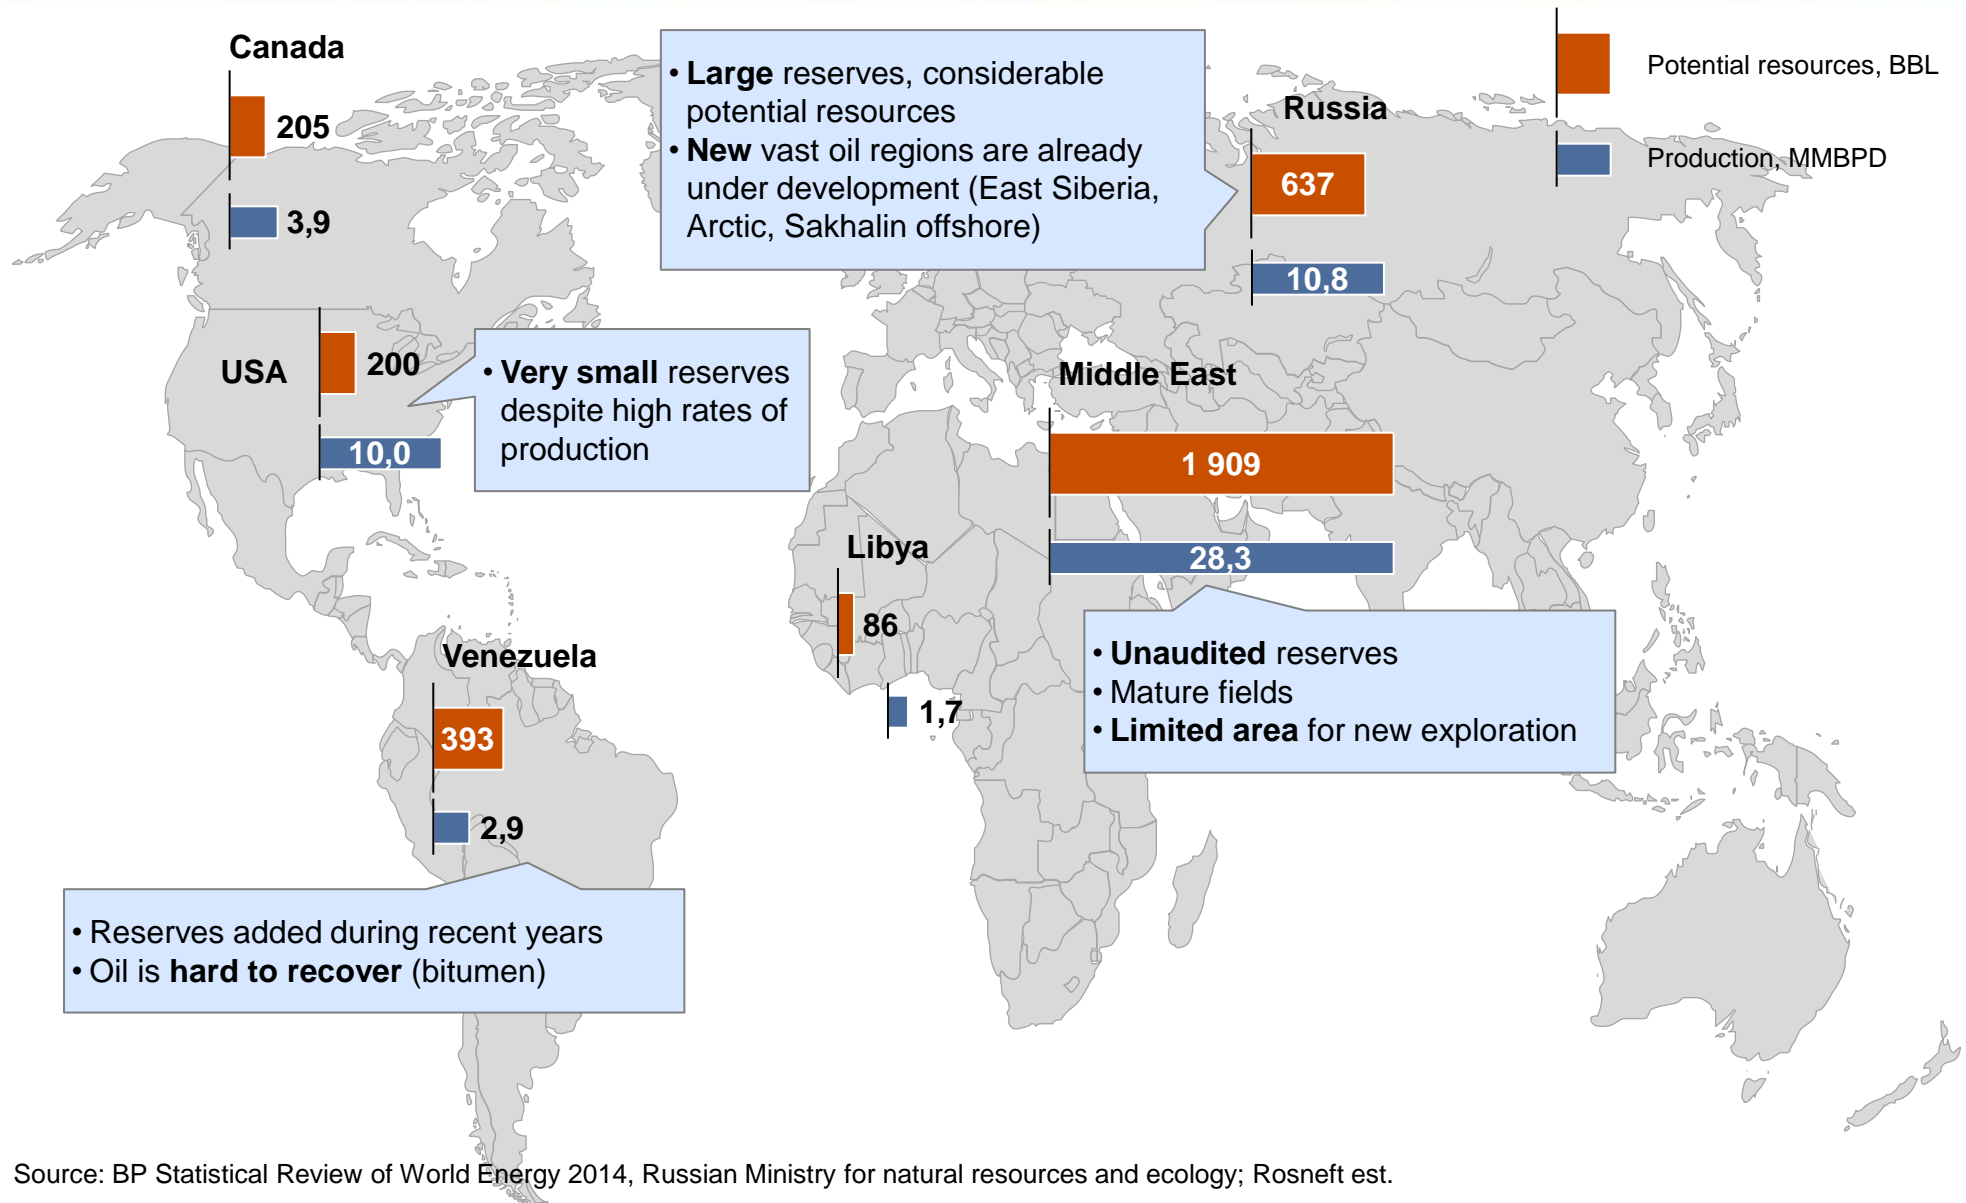 Canada
205
3,9
• Large reserves, considerable
potential resources
• New vast oil regions are already
under development (East Siberia,
Arctic, Sakhalin offshore)
Russia
637
10,8
Potential resources, BBL
Production, MMBPD
USA
200
10,0
• Very small reserves
despite high rates of
production
Middle East
1 909
28,3
• Unaudited reserves
• Mature fields
• Limited area for new exploration
Libya
86
1,7
Venezuela
393
2,9
• Reserves added during recent years
• Oil is hard to recover (bitumen)
Source: BP Statistical Review of World Energy 2014, Russian Ministry for natural resources and ecology; Rosneft est.